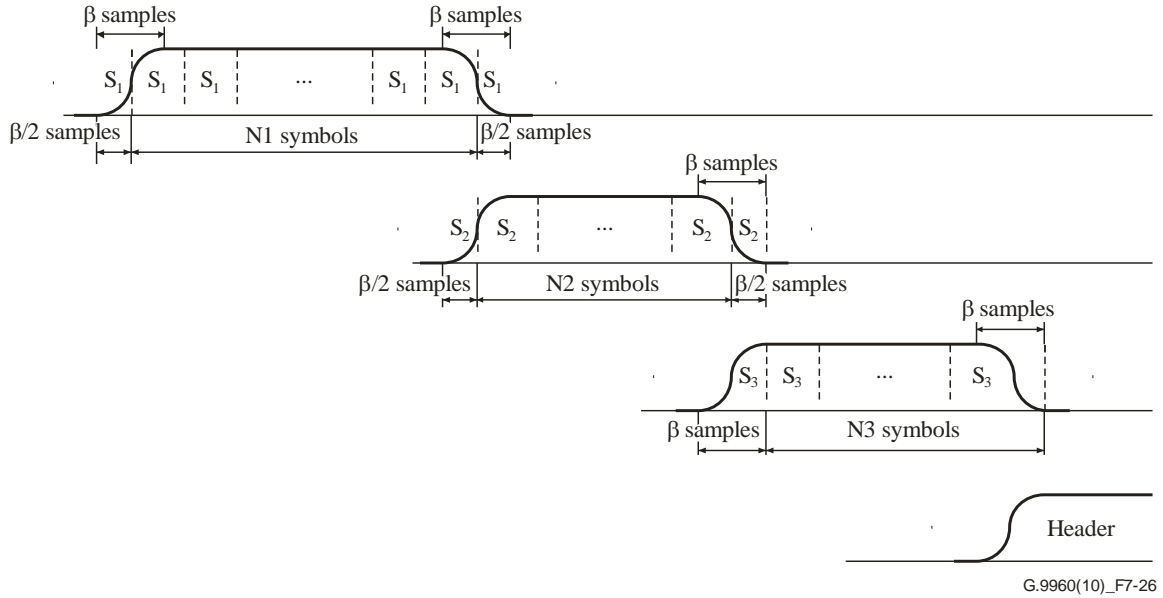 β samples β samples
S1 S1 S1 ... S1 S1 S1
β/2 samples N1 symbols β/2 samples
β samples
S2 S2 ... S2 S2
β/2 samples N2 symbols β/2 samples
β samples
S3 S3 ... S3
β samples N3 symbols
Header
G.9960(10)_F7-26